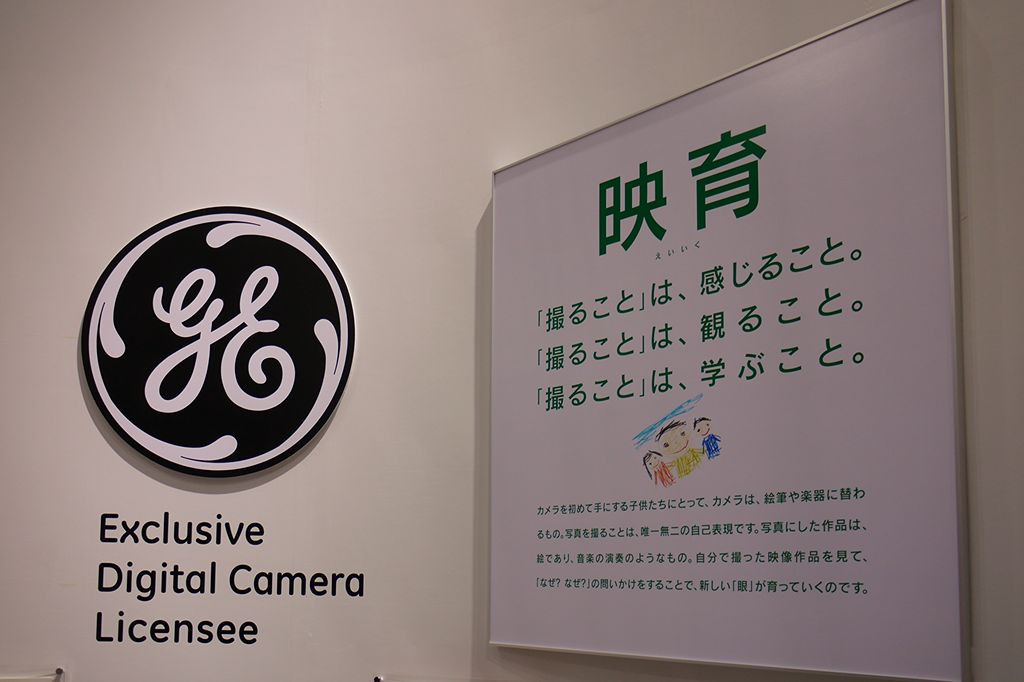 GE
Exclusive
Digital Camera
Licensee
映育
えいいく
「撮ること」は、感じること。
「撮ること」は、観ること。
「撮ること」は、学ぶこと。
カメラを初めて手にする子供たちにとって、カメラは、絵筆や楽器に替わ
るもの。写真を撮ることは、唯一無二の自己表現です。写真にした作品は、
絵であり、音楽の演奏のようなもの。自分で撮った映像作品を見て、
「なぜ? なぜ?」の問いかけをすることで、新しい「眼」が育っていくのです。